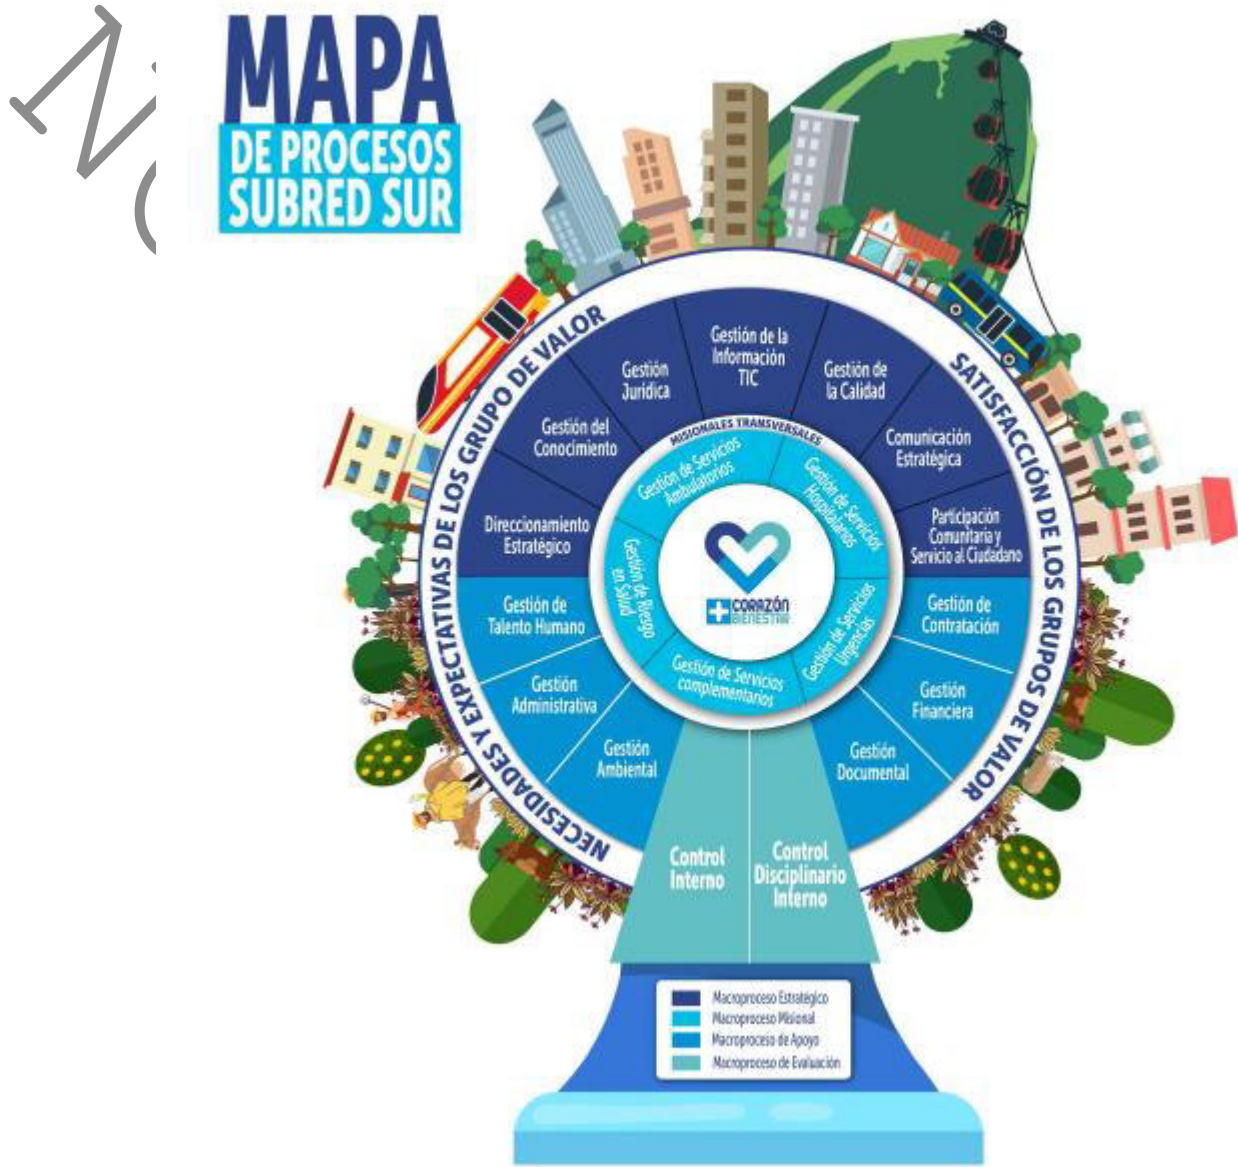 MAPA
DE PROCESOS
SUBRED SUR
NECESIDADES Y EXPECTATIVAS DE LOS GRUPO DE VALOR
SATISFACCIÓN DE LOS GRUPOS DE VALOR
Direccionamiento
Estratégico
Gestión del
Conocimiento
Gestión
Jurídica
Gestión de la
Información
TIC
Gestión de
la Calidad
Comunicación
Estratégica
Participación
Comunitaria y
Servicio al Ciudadano
MISIONALES TRANSVERSALES
Gestión de Servicios
Ambulatorios
Gestión de Servicios
Hospitalarios
Gestión de Riesgo
en Salud
Gestión de Servicios
Urgencias
Gestión de Servicios
complementarios
CORAZÓN
BIENESTAR
Gestión de
Talento Humano
Gestión
Administrativa
Gestión
Ambiental
Gestión de
Contratación
Gestión
Financiera
Gestión
Documental
Control
Interno
Control
Disciplinario
Interno
Macroproceso Estratégico
Macroproceso Misional
Macroproceso de Apoyo
Macroproceso de Evaluación